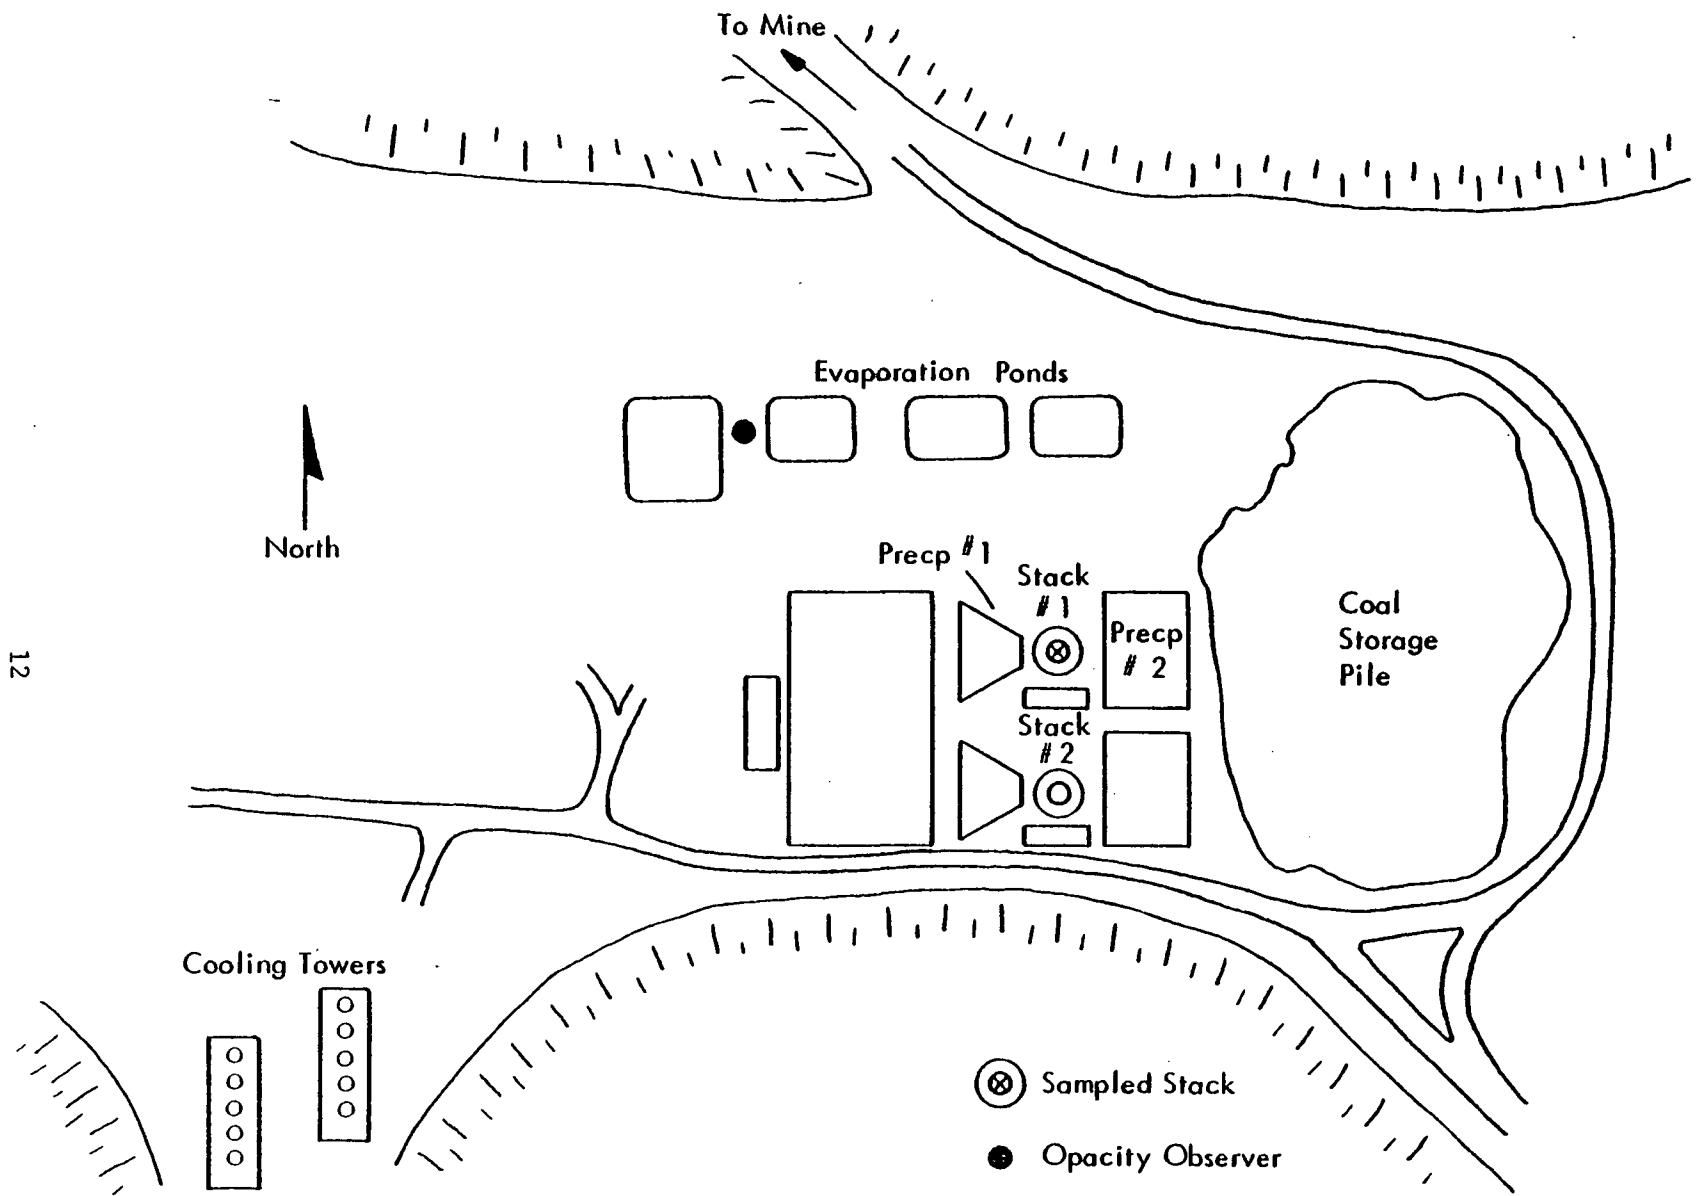 To Mine
Evaporation Ponds
North
Precp #1
Stack
#1
Precp
# 2
Coal
Storage
Pile
12
Stack
#2
Cooling Towers
Sampled Stack
Opacity Observer